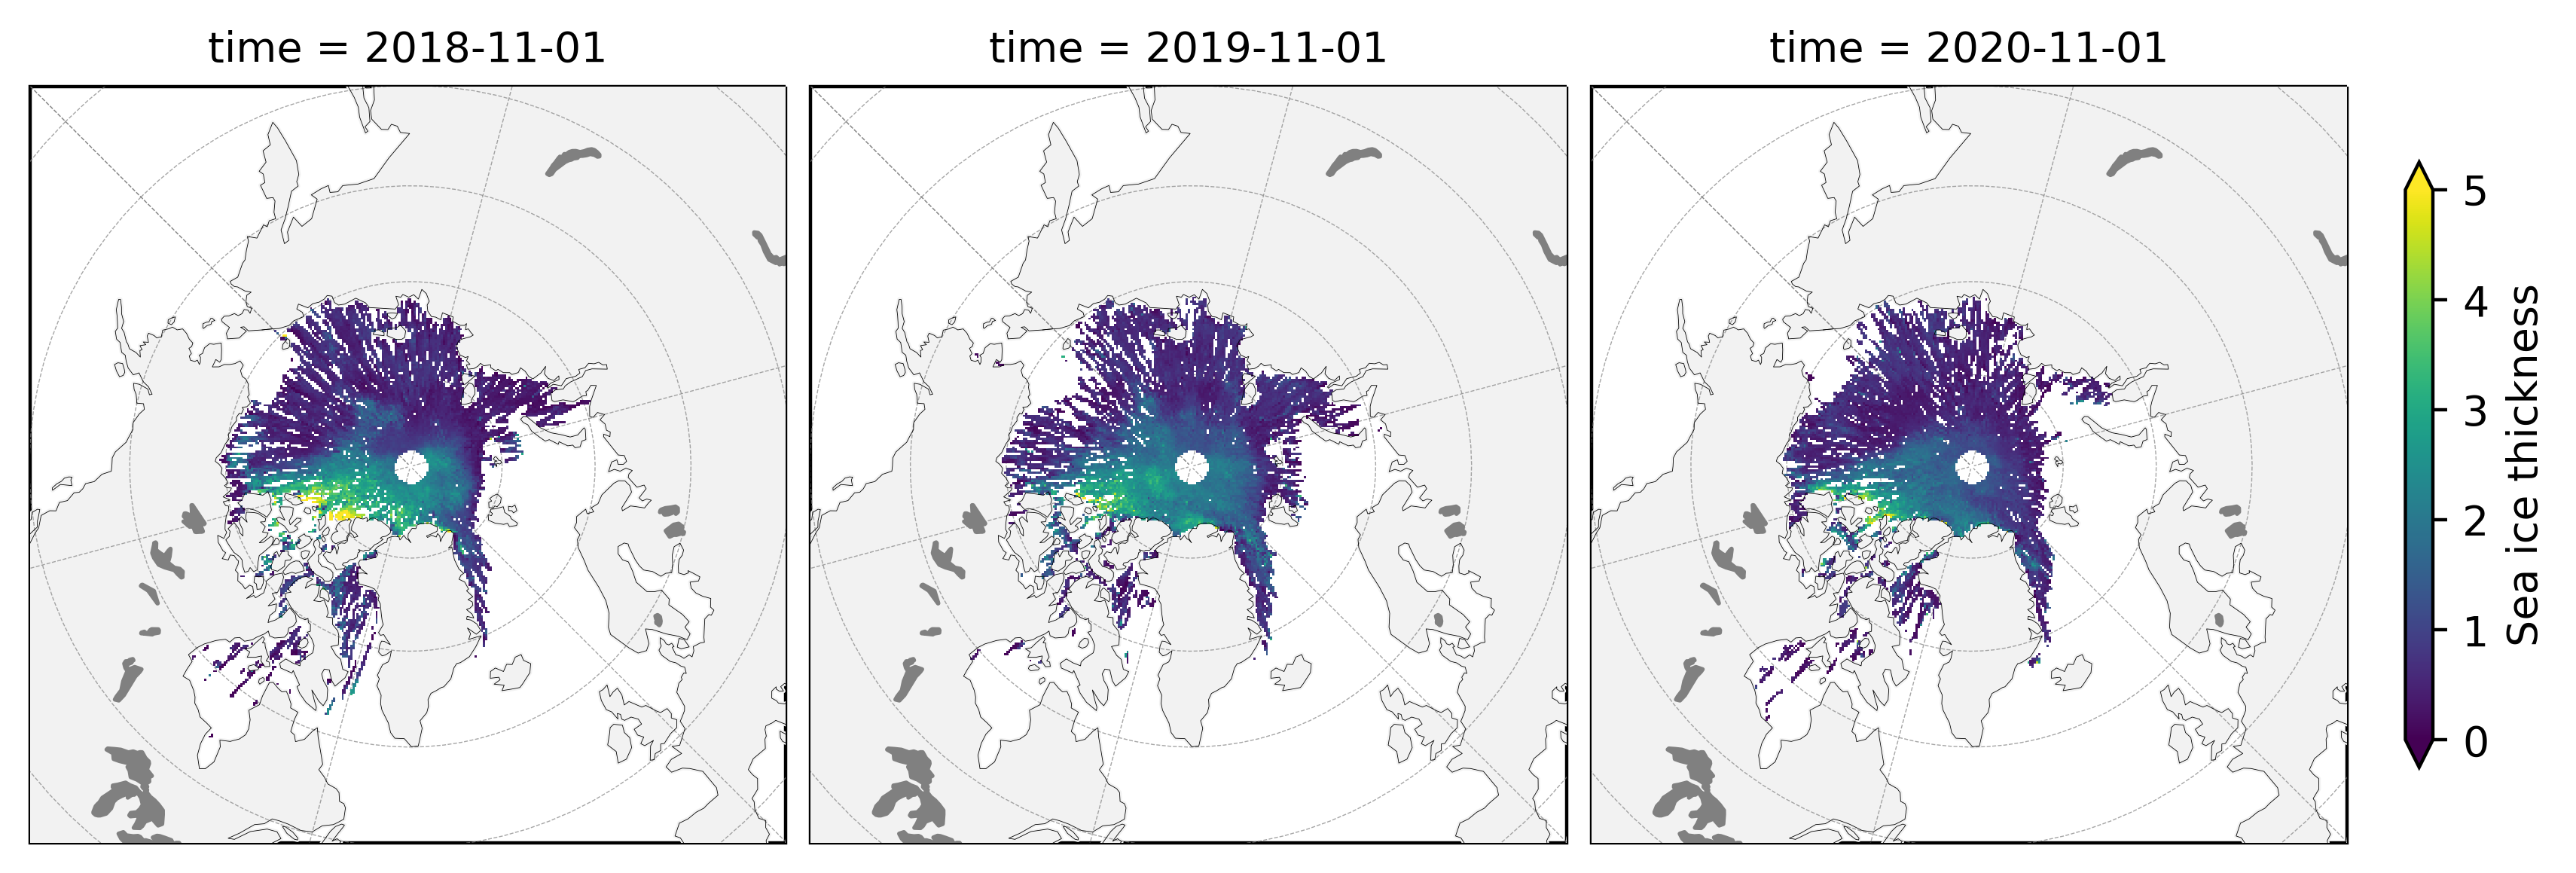 time = 2018-11-01
time = 2019-11-01
time = 2020-11-01
5
4
3
2
1
0
Sea ice thickness